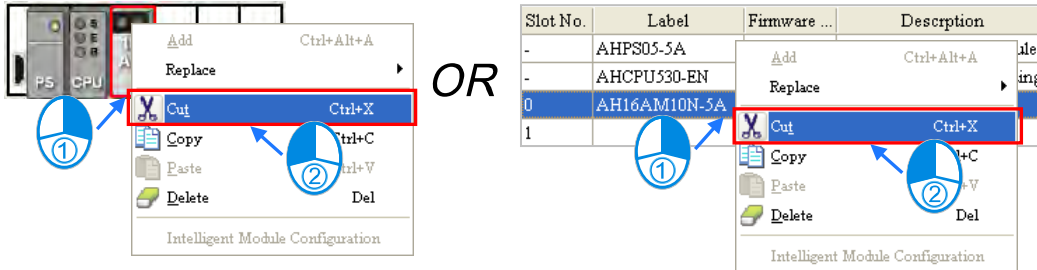 PS
CPU
Add Ctrl+Alt+A
Replace
Cut Ctrl+X
Copy
Paste
Delete Del
Intelligent Module Configuration
①
②
OR
Slot No. Label Firmware ... Descrption
- AHPS05-5A
- AHCPU530-EN
0 AH16AM10N-5A
1
Add Ctrl+Alt+A
Replace
Cut Ctrl+X
Copy
Paste
Delete Del
Intelligent Module Configuration
①
②